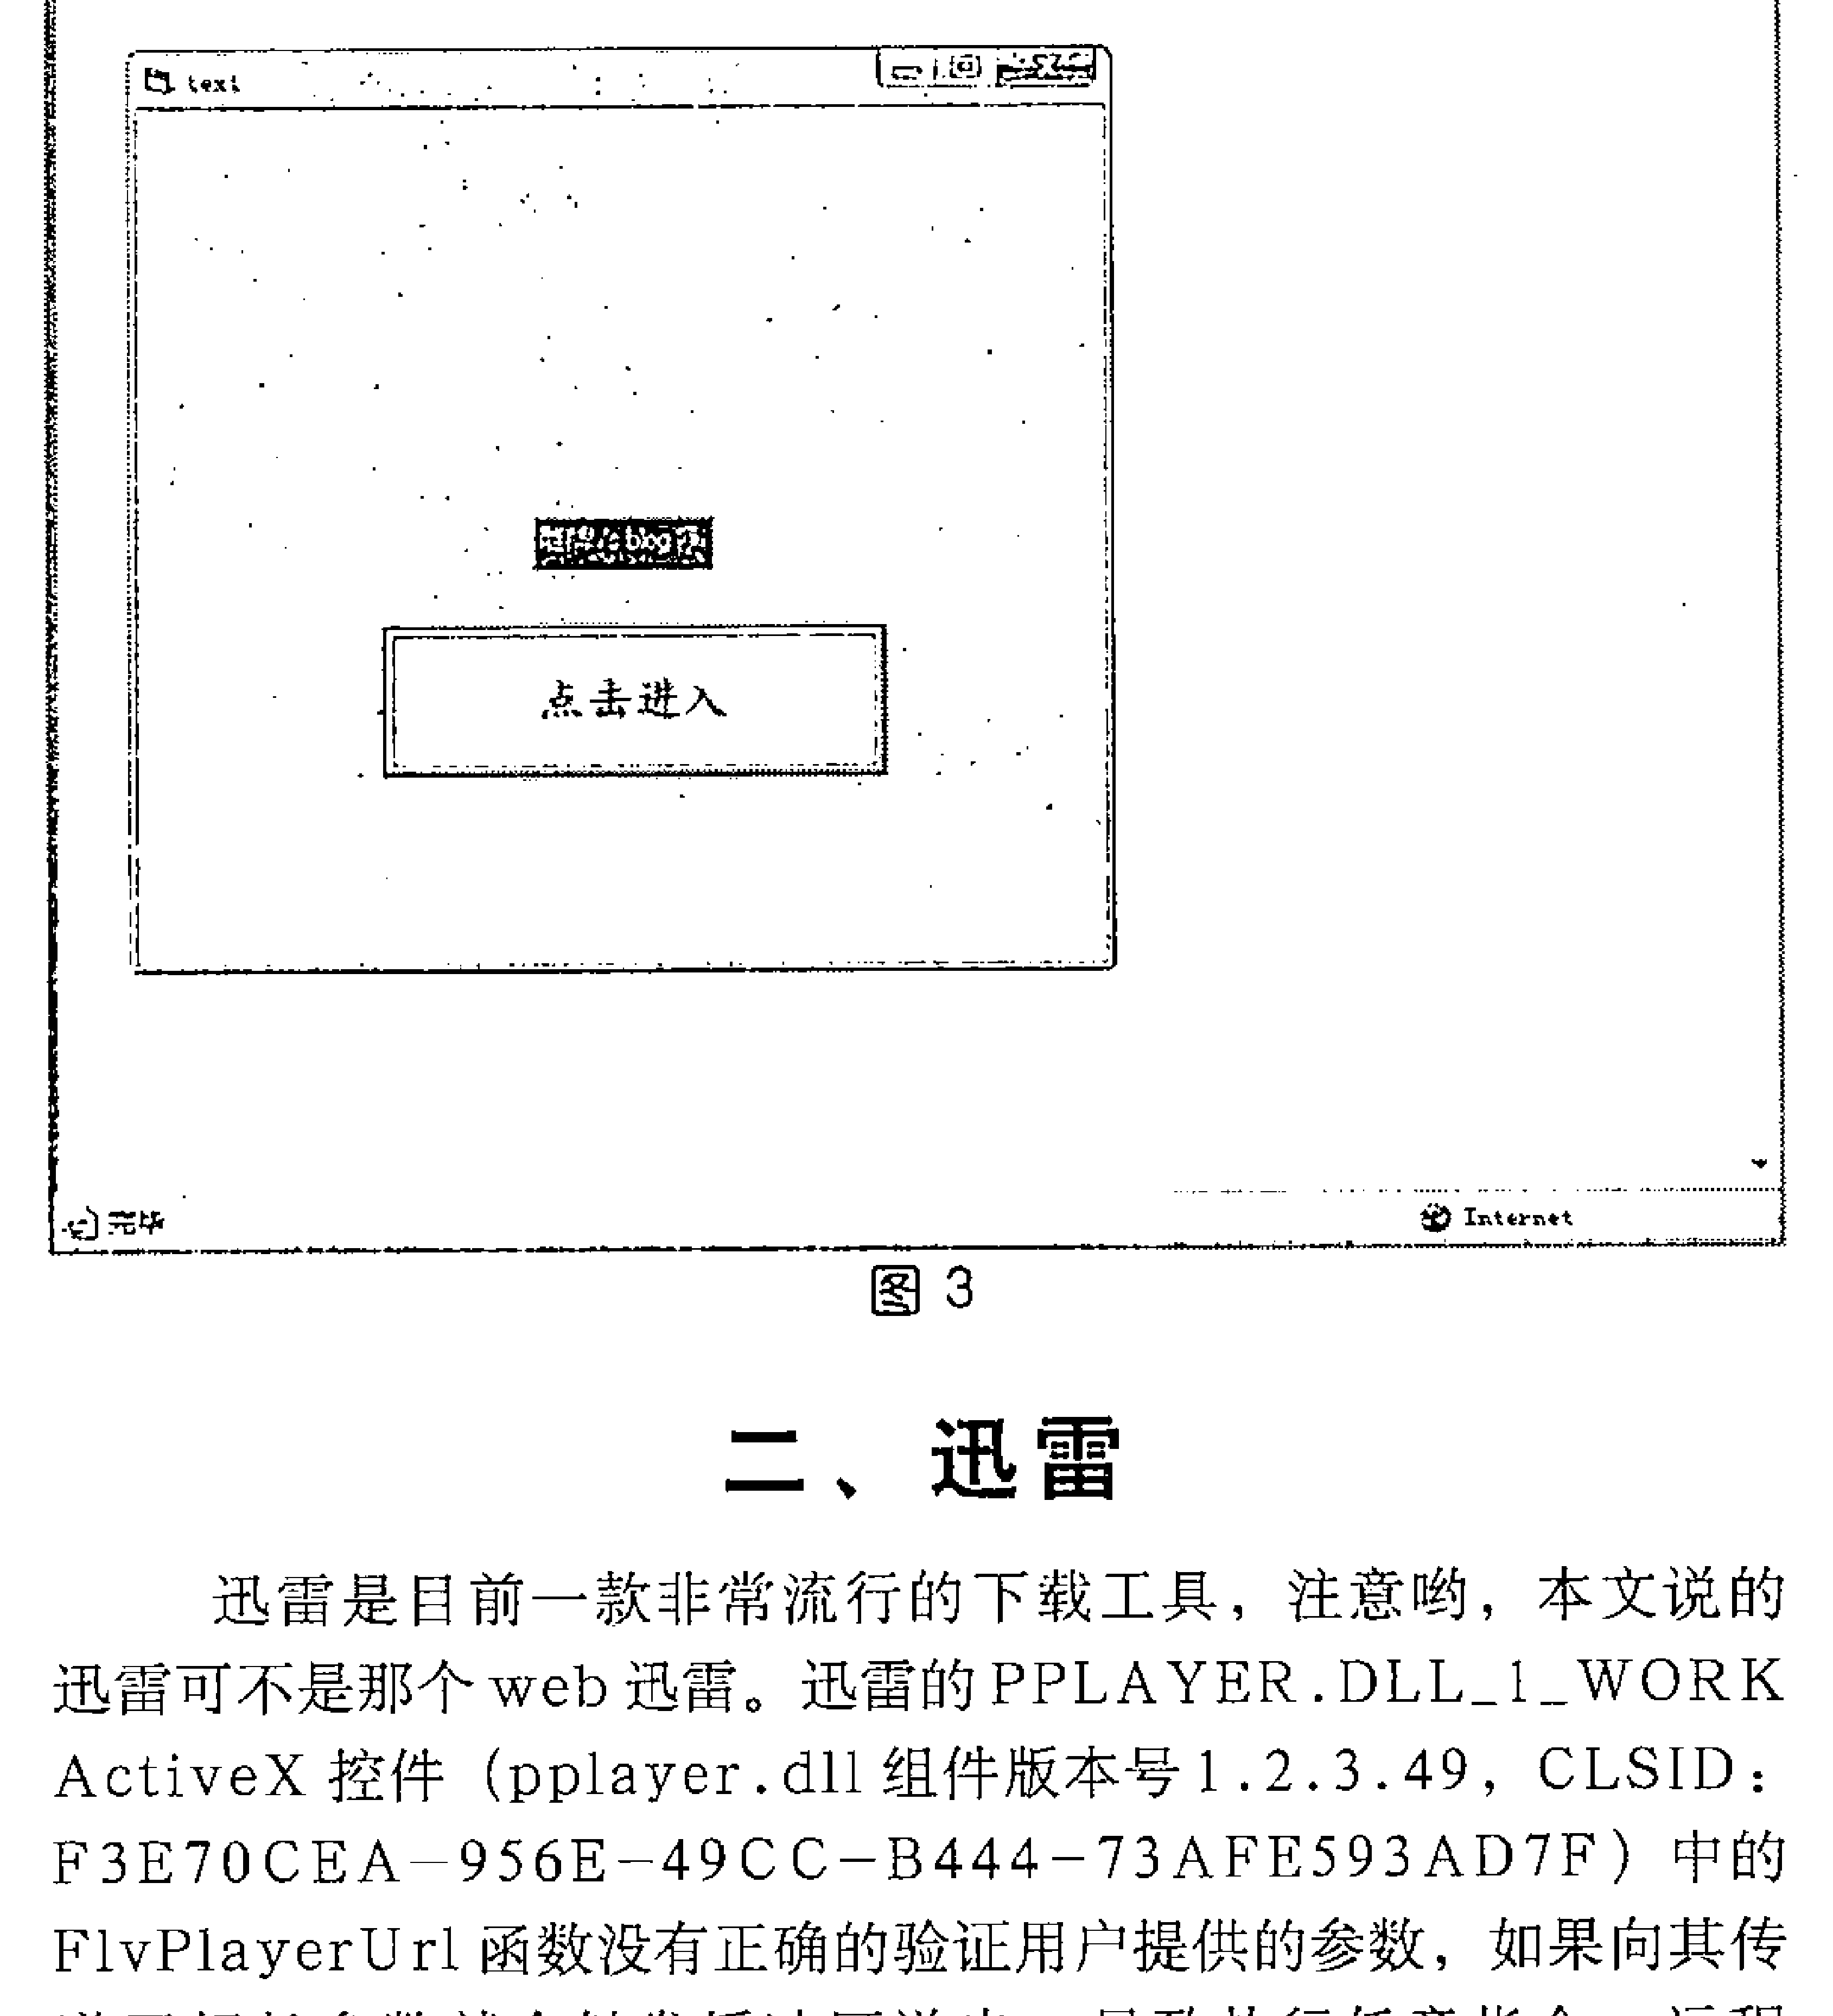 text
blog
点击进入
完毕
Internet
图 3
二、迅雷
迅雷是目前一款非常流行的下载工具，注意哟，本文说的
迅雷可不是那个 web 迅雷。迅雷的 PPLAYER.DLL_1_WORK
ActiveX 控件（pplayer.dll 组件版本号 1.2.3.49，CLSID：
F3E70CEA-956E-49CC-B444-73AFE593AD7F）中的
FlvPlayerUrl 函数没有正确的验证用户提供的参数，如果向其传